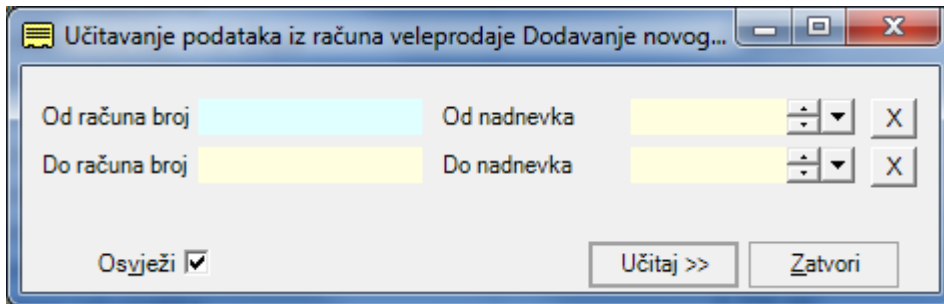 Učitavanje podataka iz računa veleprodaje Dodavanje novog...
Od računa broj Od nadnevka X
Do računa broj Do nadnevka X
Osvježi Učitaj >> Zatvori